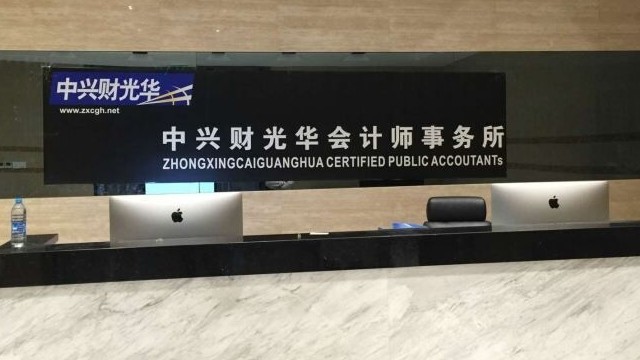 中兴财光华
www.zxcgh.net
中兴财光华会计师事务所
ZHONGXINGCAIGUANGHUA CERTIFIED PUBLIC ACCOUTANTs